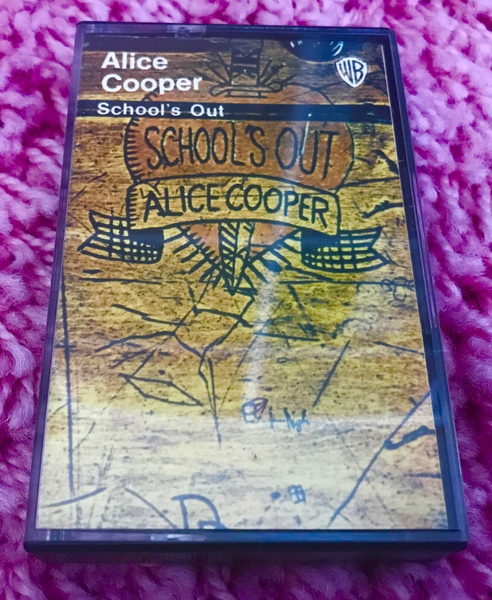 Alice
Cooper
WB
School's Out
SCHOOL'S OUT
ALICE COOPER